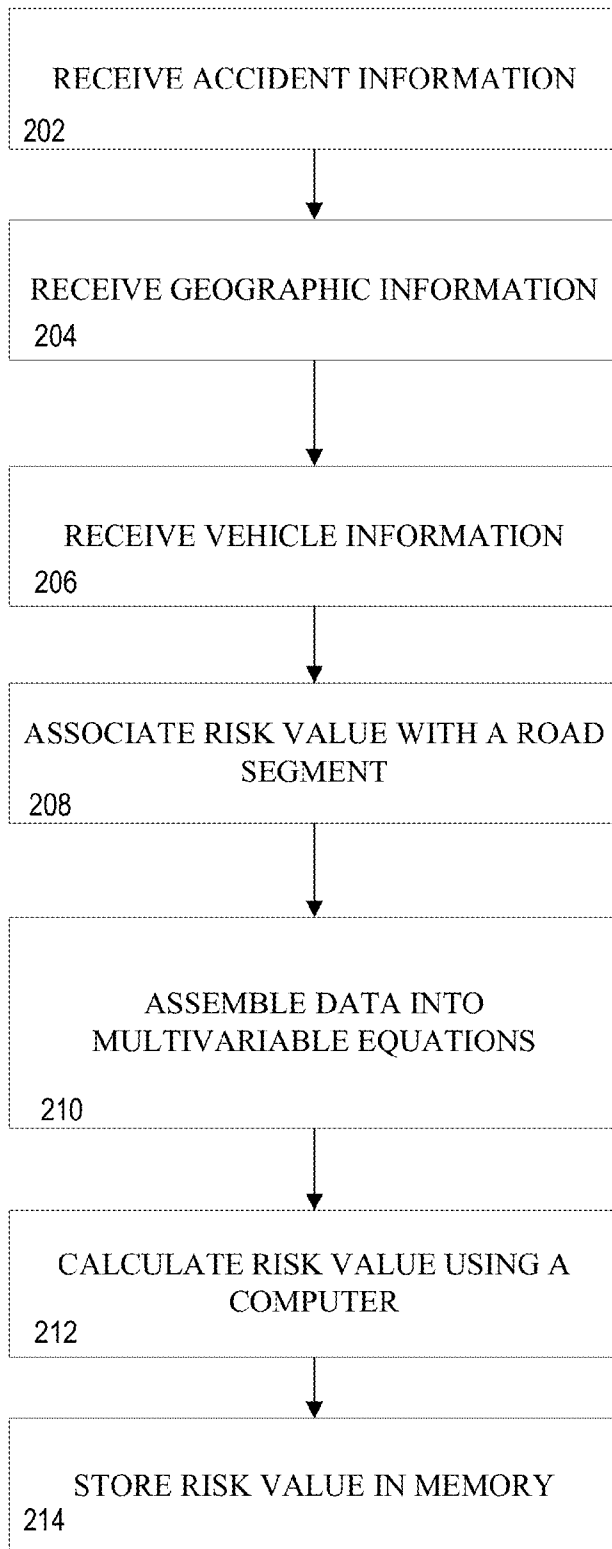 RECEIVE ACCIDENT INFORMATION
202
RECEIVE GEOGRAPHIC INFORMATION
204
RECEIVE VEHICLE INFORMATION
206
ASSOCIATE RISK VALUE WITH A ROAD
SEGMENT
208
ASSEMBLE DATA INTO
MULTIVARIABLE EQUATIONS
210
CALCULATE RISK VALUE USING A
COMPUTER
212
STORE RISK VALUE IN MEMORY
214